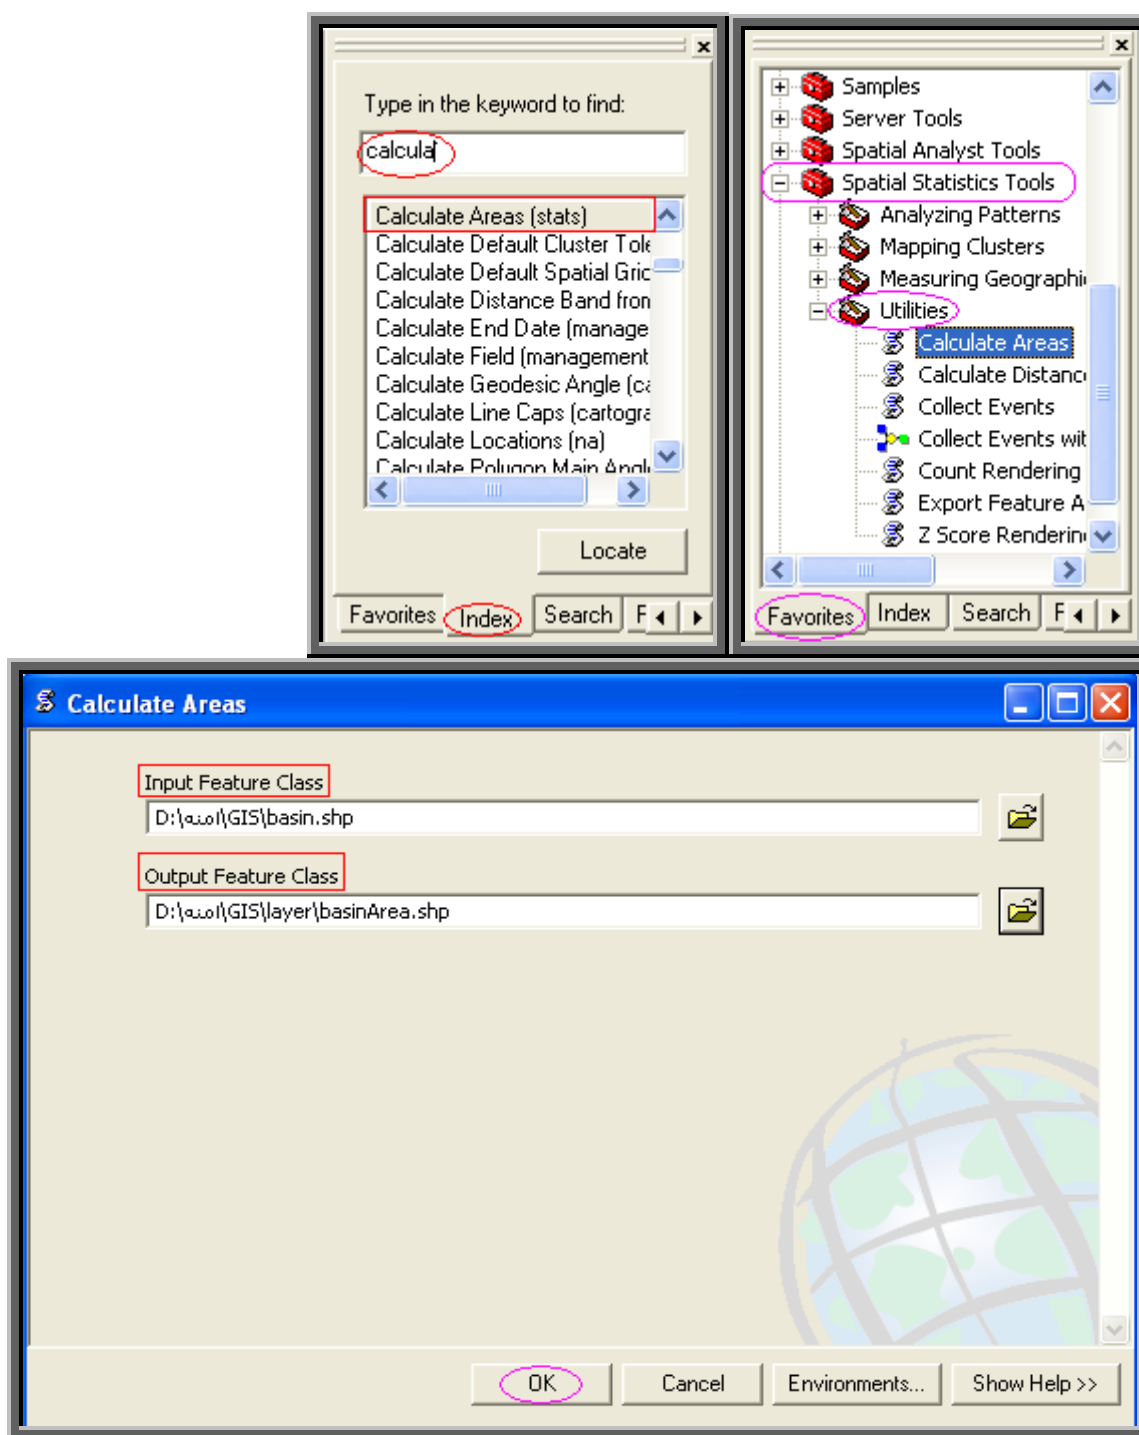 Type in the keyword to find:
calcula
Calculate Areas (stats)
Calculate Default Cluster Tole
Calculate Default Spatial Gric
Calculate Distance Band fron
Calculate End Date (manage
Calculate Field (management
Calculate Geodesic Angle (ca
Calculate Line Caps (cartogra
Calculate Locations (na)
Calculate Polygon Main Angl
Locate
Favorites Index Search F
Samples
Server Tools
Spatial Analyst Tools
Spatial Statistics Tools
Analyzing Patterns
Mapping Clusters
Measuring Geographi
Utilities
Calculate Areas
Calculate Distanc
Collect Events
Collect Events wit
Count Rendering
Export Feature A
Z Score Renderin
Favorites Index Search F
Calculate Areas
Input Feature Class
D:\امنه\GIS\basin.shp
Output Feature Class
D:\امنه\GIS\layer\basinArea.shp
OK Cancel Environments... Show Help >>